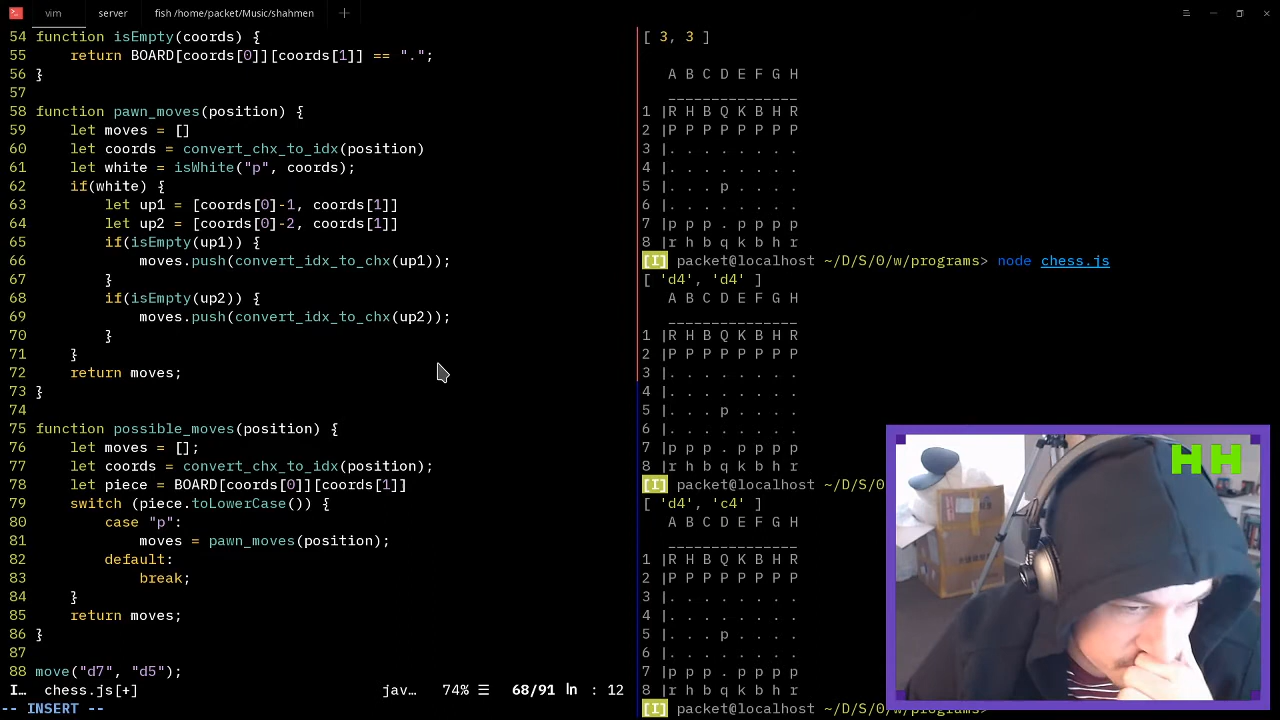 vim server fish /home/packet/Music/shahmen
54 function isEmpty(coords) {
55     return BOARD[coords[0]][coords[1]] == ".";
56 }
57
58 function pawn_moves(position) {
59     let moves = []
60     let coords = convert_chx_to_idx(position)
61     let white = isWhite("p", coords);
62     if(white) {
63         let up1 = [coords[0]-1, coords[1]]
64         let up2 = [coords[0]-2, coords[1]]
65         if(isEmpty(up1)) {
66             moves.push(convert_idx_to_chx(up1));
67         }
68         if(isEmpty(up2)) {
69             moves.push(convert_idx_to_chx(up2));
70         }
71     }
72     return moves;
73 }
74
75 function possible_moves(position) {
76     let moves = [];
77     let coords = convert_chx_to_idx(position);
78     let piece = BOARD[coords[0]][coords[1]]
79     switch (piece.toLowerCase()) {
80         case "p":
81             moves = pawn_moves(position);
82         default:
83             break;
84     }
85     return moves;
86 }
87
88 move("d7", "d5");
I… chess.js[+] jav… 74% ☰ 68/91 ln : 12
-- INSERT --
[ 3, 3 ]
A B C D E F G H
_______________
1 |R H B Q K B H R
2 |P P P P P P P P
3 |. . . . . . . .
4 |. . . . . . . .
5 |. . . p . . . .
6 |. . . . . . . .
7 |p p p . p p p p
8 |r h b q k b h r
[I] packet@localhost ~/D/S/0/w/programs> node chess.js
[ 'd4', 'd4' ]
A B C D E F G H
_______________
1 |R H B Q K B H R
2 |P P P P P P P P
3 |. . . . . . . .
4 |. . . . . . . .
5 |. . . p . . . .
6 |. . . . . . . .
7 |p p p . p p p p
8 |r h b q k b h r
[I] packet@localhost ~/D/S/0
[ 'd4', 'c4' ]
A B C D E F G H
_______________
1 |R H B Q K B H R
2 |P P P P P P P P
3 |. . . . . . . .
4 |. . . . . . . .
5 |. . . p . . . .
6 |. . . . . . . .
7 |p p p . p p p p
8 |r h b q k b h r
[I] packet@localhost ~/D/S/0/w/programs>
HH